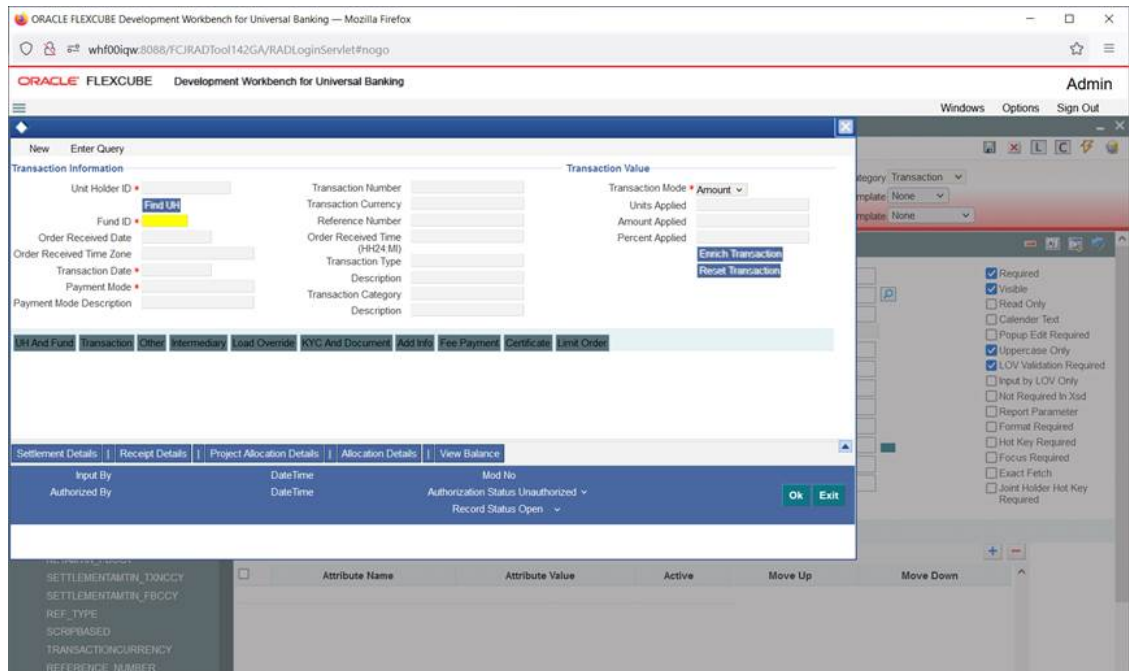 ORACLE FLEXCUBE Development Workbench for Universal Banking — Mozilla Firefox
whf00iqw:8088/FCJRADTool142GA/RADLoginServlet#nogo
ORACLE FLEXCUBE Development Workbench for Universal Banking
Admin
Windows Options Sign Out
New Enter Query
Transaction Information
Unit Holder ID *
Find UH
Fund ID *
Order Received Date
Order Received Time Zone
Transaction Date *
Payment Mode *
Payment Mode Description
Transaction Number
Transaction Currency
Reference Number
Order Received Time
(HH24:MI)
Transaction Type
Description
Transaction Category
Description
Transaction Value
Transaction Mode * Amount
Units Applied
Amount Applied
Percent Applied
Enrich Transaction
Reset Transaction
UH And Fund Transaction Other Intermediary Load Override KYC And Document Add Info Fee Payment Certificate Limit Order
Settlement Details | Receipt Details | Project Allocation Details | Allocation Details | View Balance
Input By DateTime Mod No
Authorized By DateTime Authorization Status Unauthorized
Record Status Open
Ok Exit
L C
Transaction
None
None
Required
Visible
Read Only
Calender Text
Popup Edit Required
Uppercase Only
LOV Validation Required
Input by LOV Only
Not Required In Xsd
Report Parameter
Format Required
Hot Key Required
Focus Required
Exact Fetch
Joint Holder Hot Key
Required
Attribute Name Attribute Value Active Move Up Move Down
SETTLEMENTAMTIN_TXNCCY
SETTLEMENTAMTIN_FBCCY
REF_TYPE
SCRIPBASED
TRANSACTIONCURRENCY
REFERENCE_NUMBER